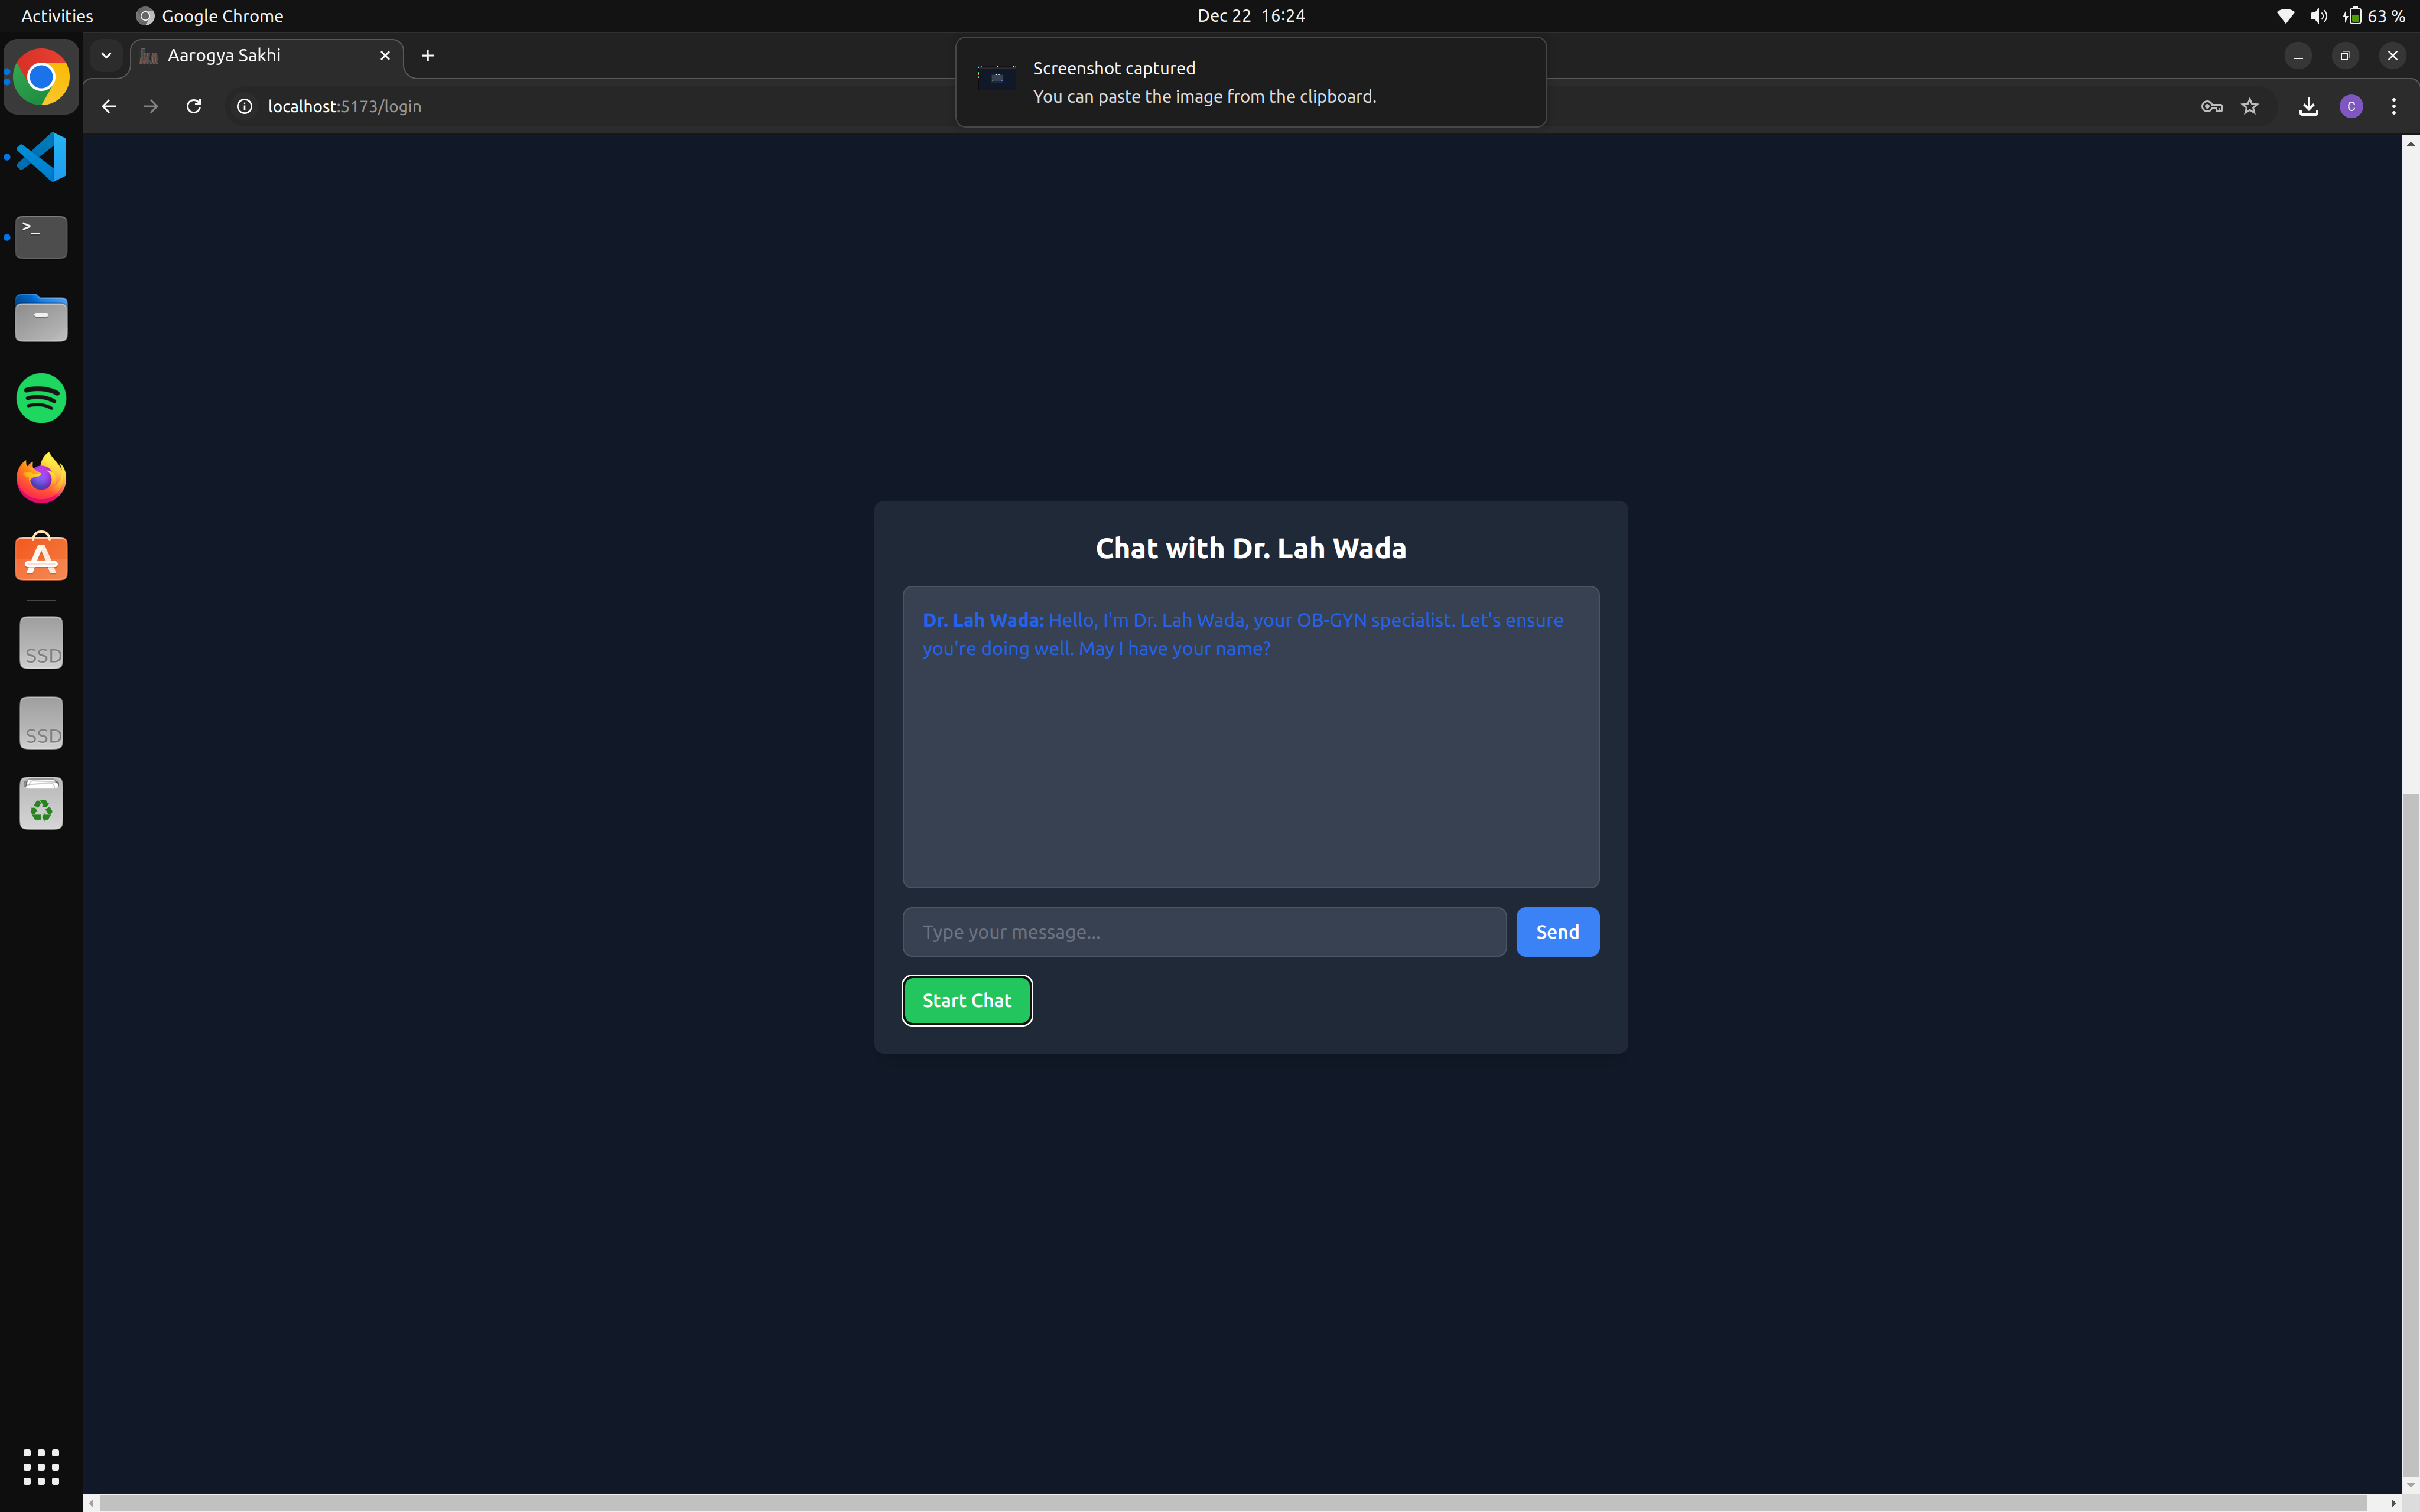 Activities Google Chrome Dec 22 16:24 63 %
Aarogya Sakhi
Screenshot captured
You can paste the image from the clipboard.
localhost:5173/login
C
>_
SSD
SSD
Chat with Dr. Lah Wada
Dr. Lah Wada: Hello, I'm Dr. Lah Wada, your OB-GYN specialist. Let's ensure
you're doing well. May I have your name?
Type your message...
Send
Start Chat